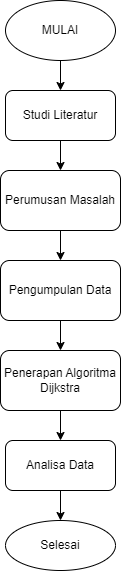 MULAI
Studi Literatur
Perumusan Masalah
Pengumpulan Data
Penerapan Algoritma
Dijkstra
Analisa Data
Selesai